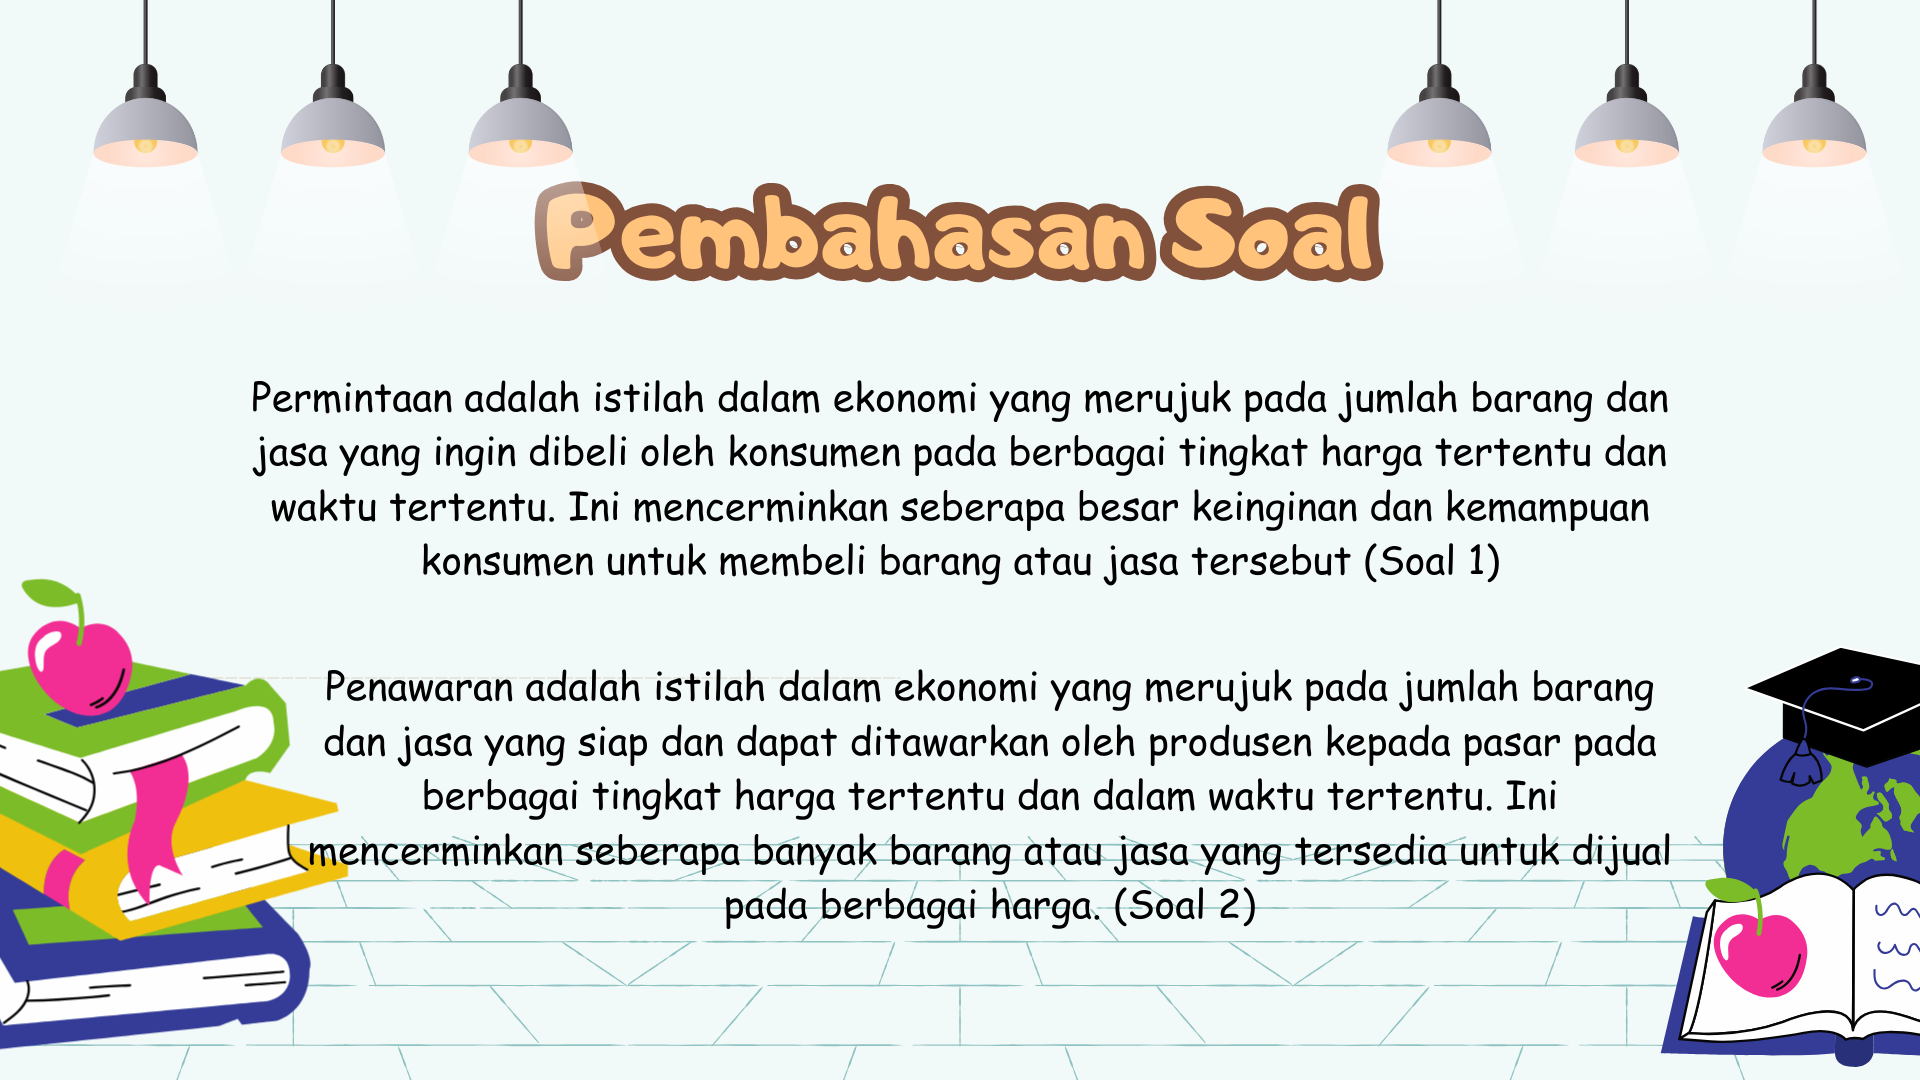 Pembahasan Soal
Permintaan adalah istilah dalam ekonomi yang merujuk pada jumlah barang dan
jasa yang ingin dibeli oleh konsumen pada berbagai tingkat harga tertentu dan
waktu tertentu. Ini mencerminkan seberapa besar keinginan dan kemampuan
konsumen untuk membeli barang atau jasa tersebut (Soal 1)
Penawaran adalah istilah dalam ekonomi yang merujuk pada jumlah barang
dan jasa yang siap dan dapat ditawarkan oleh produsen kepada pasar pada
berbagai tingkat harga tertentu dan dalam waktu tertentu. Ini
mencerminkan seberapa banyak barang atau jasa yang tersedia untuk dijual
pada berbagai harga. (Soal 2)